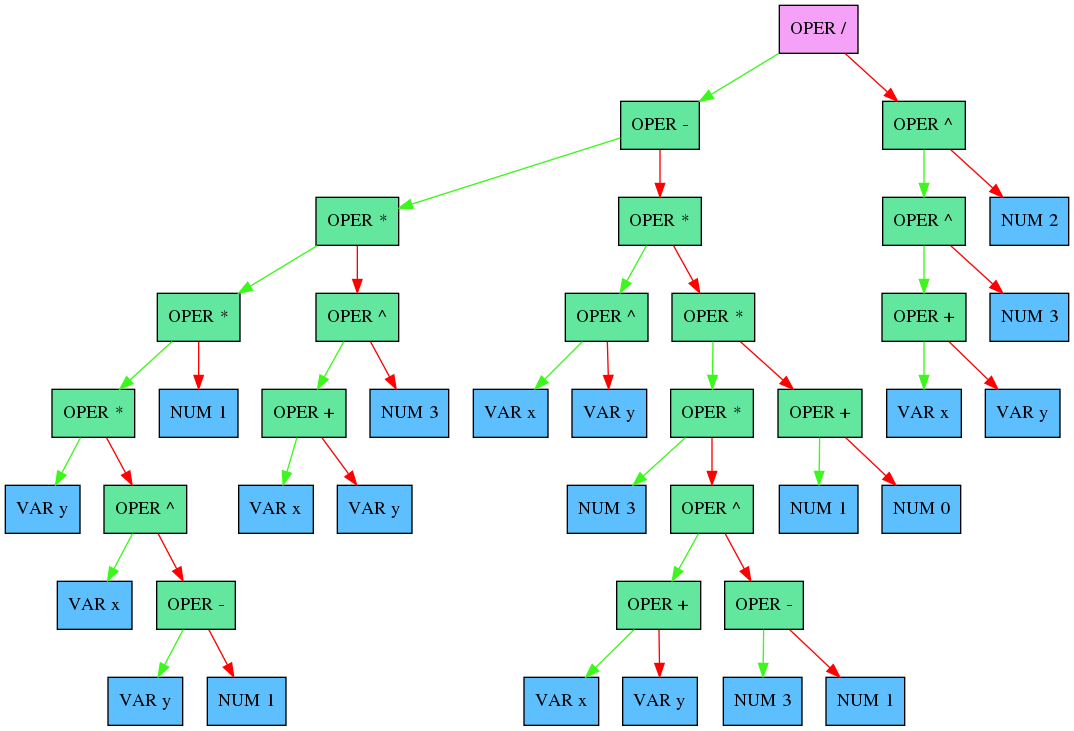 OPER /
OPER -
OPER ^
OPER *
OPER *
OPER ^
NUM 2
OPER *
OPER ^
OPER ^
OPER *
OPER +
NUM 3
OPER *
NUM 1
OPER +
NUM 3
VAR x
VAR y
OPER *
OPER +
VAR x
VAR y
VAR y
OPER ^
VAR x
VAR y
NUM 3
OPER ^
NUM 1
NUM 0
VAR x
OPER -
OPER +
OPER -
VAR y
NUM 1
VAR x
VAR y
NUM 3
NUM 1